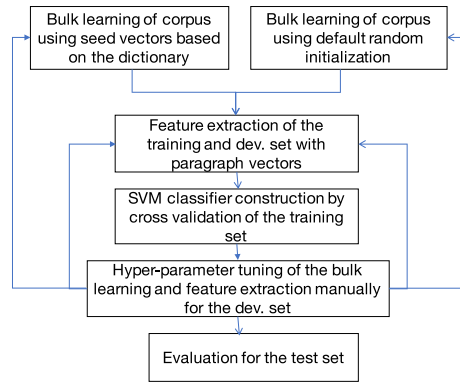 Bulk learning of corpus
using seed vectors based
on the dictionary
Bulk learning of corpus
using default random
initialization
Feature extraction of the
training and dev. set with
paragraph vectors
SVM classifier construction by
cross validation of the training
set
Hyper-parameter tuning of the bulk
learning and feature extraction manually
for the dev. set
Evaluation for the test set